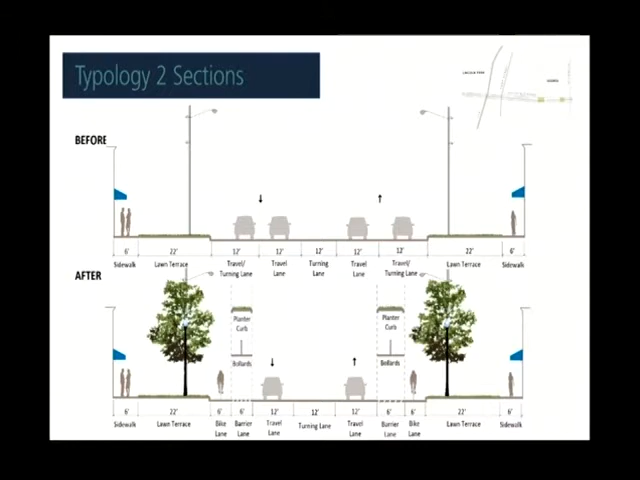 Typology 2 Sections
LINCOLN PARK
BEFORE
6' 22' 12' 12' 12' 12' 12' 22' 6'
Sidewalk Lawn Terrace Travel/ Turning Lane Travel Lane Turning Lane Travel Lane Travel/ Turning Lane Lawn Terrace Sidewalk
AFTER
Planter Curb Planter Curb
Bollards Bollards
6' 22' 6' 6' 12' 12' 12' 6' 6' 22' 6'
Sidewalk Lawn Terrace Bike Lane Barrier Lane Travel Lane Turning Lane Travel Lane Barrier Lane Bike Lane Lawn Terrace Sidewalk